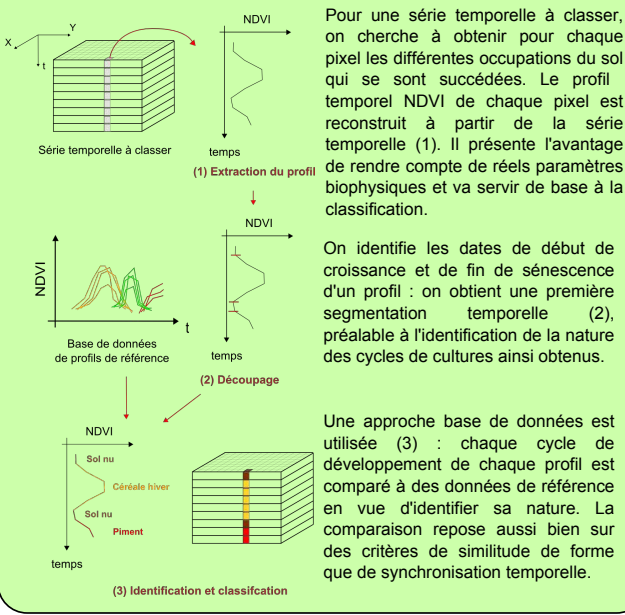 Y
X
t
Série temporelle à classer
NDVI
temps
(1) Extraction du profil
Pour une série temporelle à classer,
on cherche à obtenir pour chaque
pixel les différentes occupations du sol
qui se sont succédées. Le profil
temporel NDVI de chaque pixel est
reconstruit à partir de la série
temporelle (1). Il présente l'avantage
de rendre compte de réels paramètres
biophysiques et va servir de base à la
classification.
NDVI
t
Base de données
de profils de référence
NDVI
temps
(2) Découpage
On identifie les dates de début de
croissance et de fin de sénescence
d'un profil : on obtient une première
segmentation temporelle (2),
préalable à l'identification de la nature
des cycles de cultures ainsi obtenus.
NDVI
Sol nu
Céréale hiver
Sol nu
Piment
temps
(3) Identification et classifcation
Une approche base de données est
utilisée (3) : chaque cycle de
développement de chaque profil est
comparé à des données de référence
en vue d'identifier sa nature. La
comparaison repose aussi bien sur
des critères de similitude de forme
que de synchronisation temporelle.